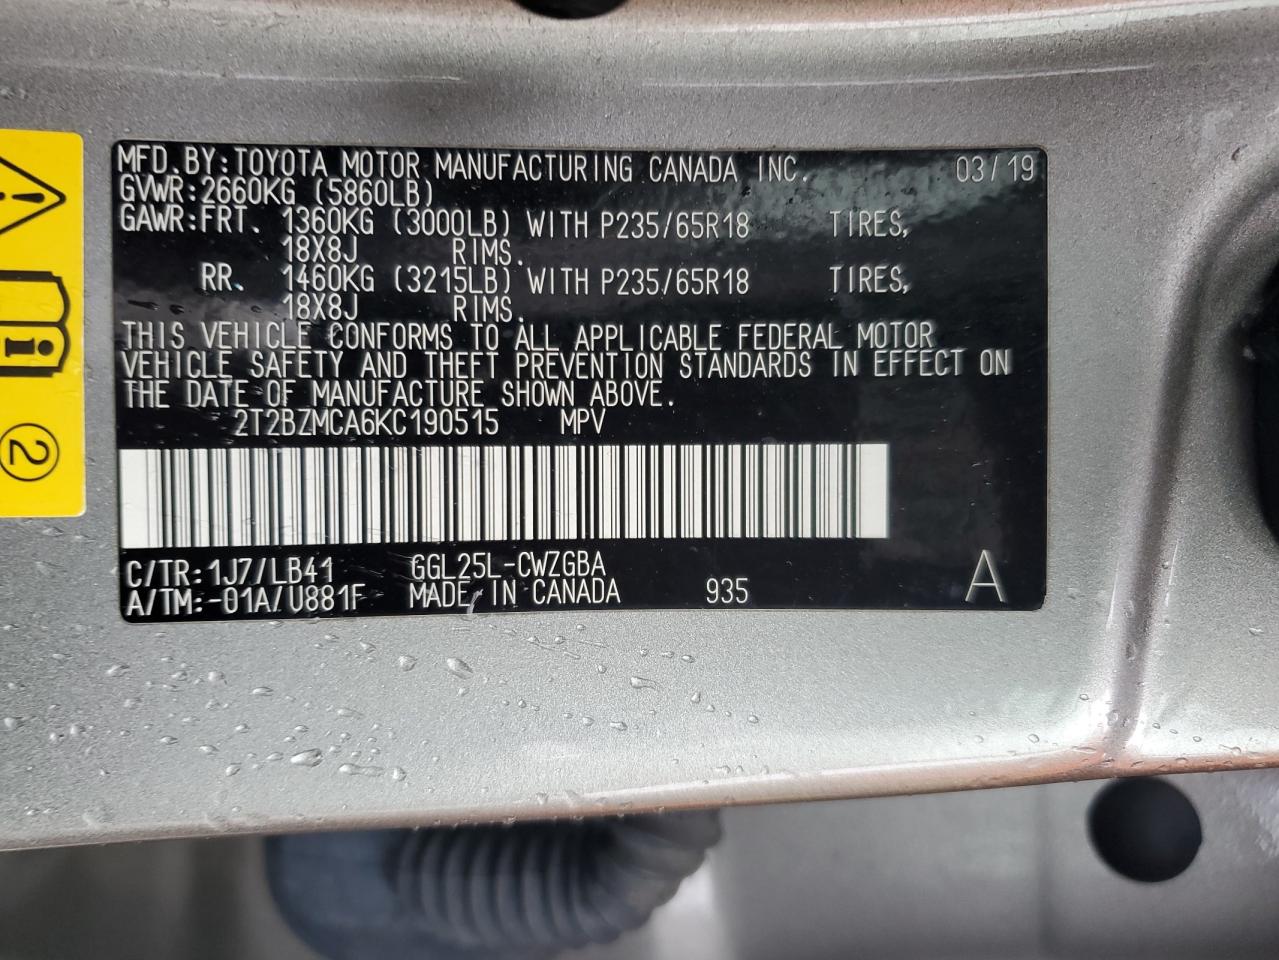 MFD.BY:TOYOTA MOTOR MANUFACTURING CANADA INC. 03/19
GVWR:2660KG (5860LB)
GAWR:FRT. 1360KG (3000LB) WITH P235/65R18 TIRES,
18X8J RIMS.
RR. 1460KG (3215LB) WITH P235/65R18 TIRES,
18X8J RIMS.
THIS VEHICLE CONFORMS TO ALL APPLICABLE FEDERAL MOTOR
VEHICLE SAFETY AND THEFT PREVENTION STANDARDS IN EFFECT ON
THE DATE OF MANUFACTURE SHOWN ABOVE.
2T2BZMCA6KC190515 MPV
C/TR:1J7/LB41 GGL25L-CWZGBA
A/TM:-01A/U881F MADE IN CANADA 935 A
2